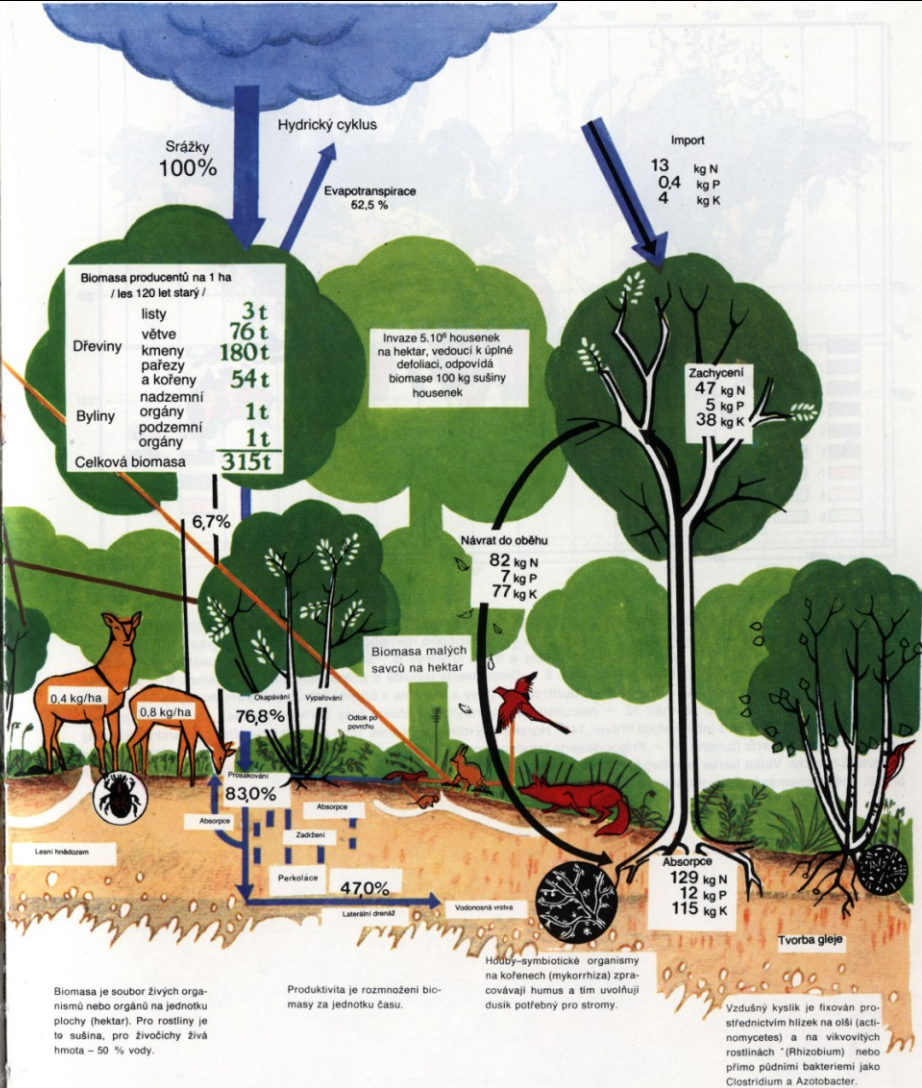 Hydrický cyklus
Srážky
100%
Evapotranspirace
52,5 %
Import
13 kg N
0,4 kg P
4 kg K
Biomasa producentů na 1 ha
/ les 120 let starý /
listy 3 t
větve 76 t
Dřeviny kmeny 180 t
pařezy
a kořeny 54 t
nadzemní
Byliny orgány 1 t
podzemní
orgány 1 t
Celková biomasa 315 t
Invaze 5.10⁶ housenek
na hektar, vedoucí k úplné
defoliaci, odpovídá
biomase 100 kg sušiny
housenek
Zachycení
47 kg N
5 kg P
38 kg K
6,7%
Návrat do oběhu
82 kg N
7 kg P
77 kg K
Biomasa malých
savců na hektar
0,4 kg/ha
0,8 kg/ha
Okapávání Vypařování
76,8%
Odtok po
povrchu
Prosakování
83,0%
Absorpce
Absorpce
Zadržení
Lesní hnědozem
Perkolace
47,0%
Laterální drenáž
Vodonosná vrstva
Absorpce
129 kg N
12 kg P
115 kg K
Tvorba gleje
Biomasa je soubor živých orga-
nismů nebo orgánů na jednotku
plochy (hektar). Pro rostliny je
to sušina, pro živočichy živá
hmota – 50 % vody.
Produktivita je rozmnožení bio-
masy za jednotku času.
Houby–symbiotické organismy
na kořenech (mykorrhiza) zpra-
covávají humus a tím uvolňují
dusík potřebný pro stromy.
Vzdušný kyslík je fixován pro-
střednictvím hlízek na olši (acti-
nomycetes) a na vikvovitých
rostlinách (Rhizobium) nebo
přímo půdními bakteriemi jako
Clostridium a Azotobacter.